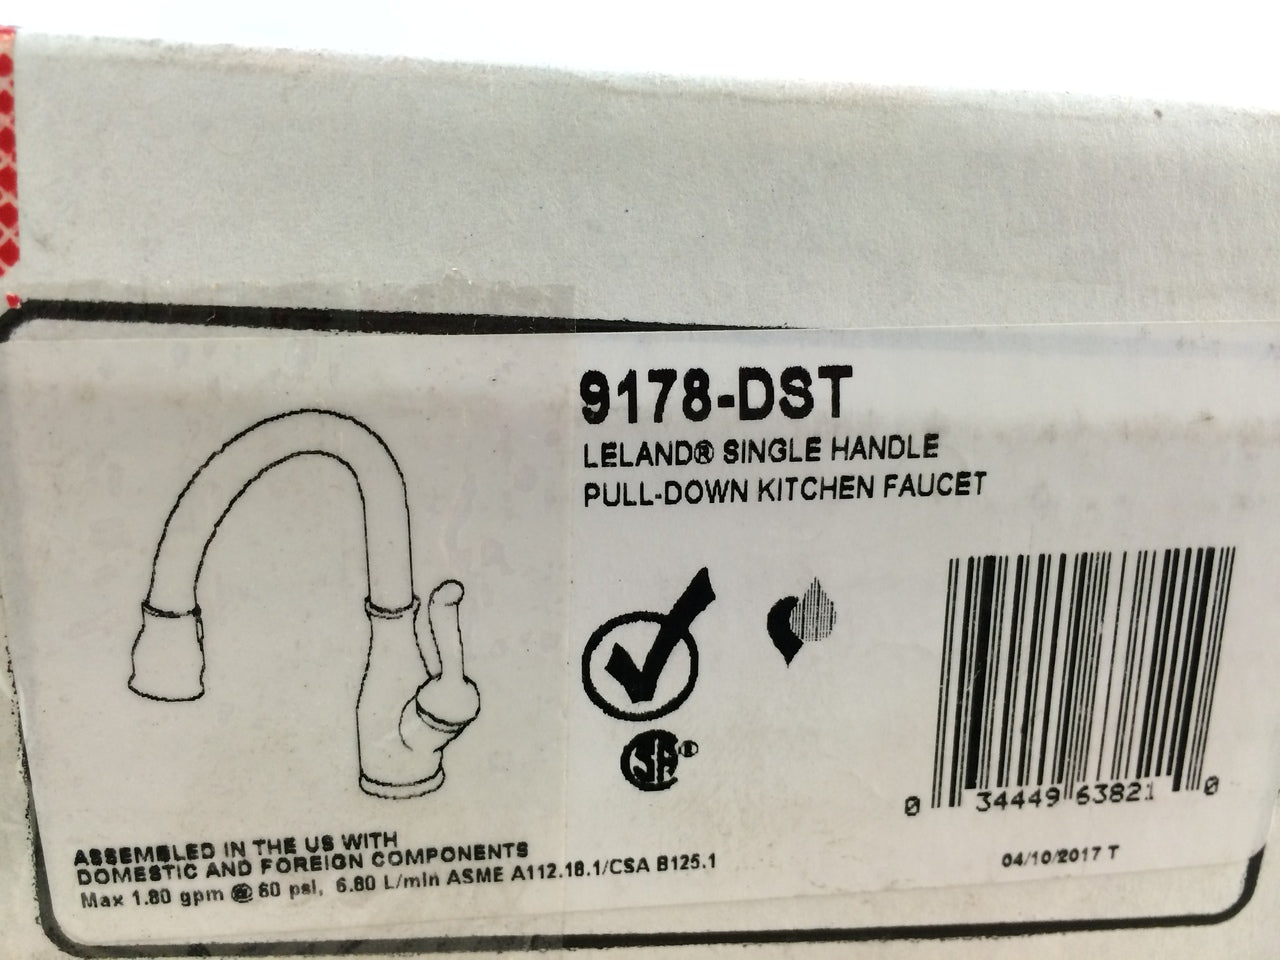 9178-DST
LELAND® SINGLE HANDLE
PULL-DOWN KITCHEN FAUCET
CSA®
0 34449 63821 0
04/10/2017 T
ASSEMBLED IN THE US WITH
DOMESTIC AND FOREIGN COMPONENTS
Max 1.80 gpm @ 60 psi, 6.80 L/min ASME A112.18.1/CSA B125.1